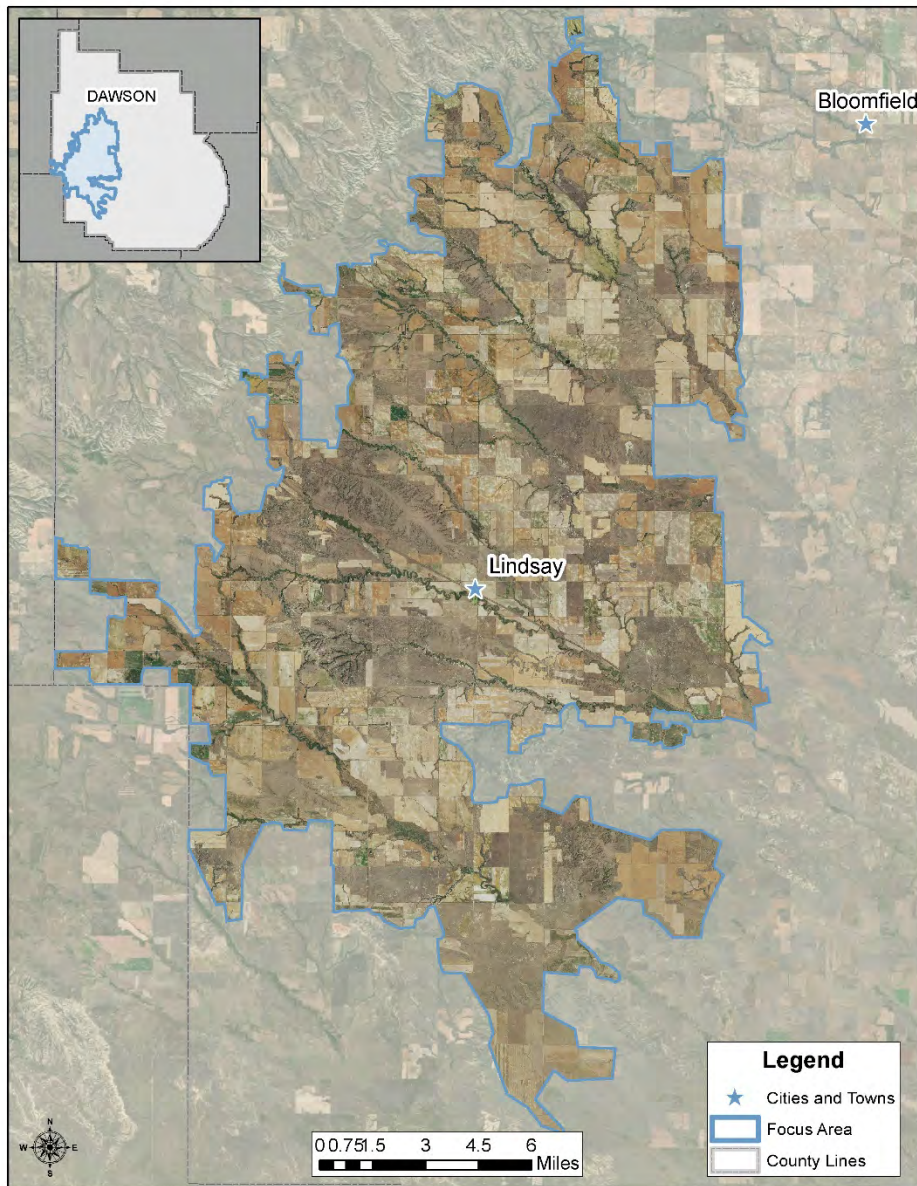 DAWSON
Bloomfield
Lindsay
Legend
Cities and Towns
Focus Area
County Lines
N
W E
S
0 0.75 1.5 3 4.5 6
Miles